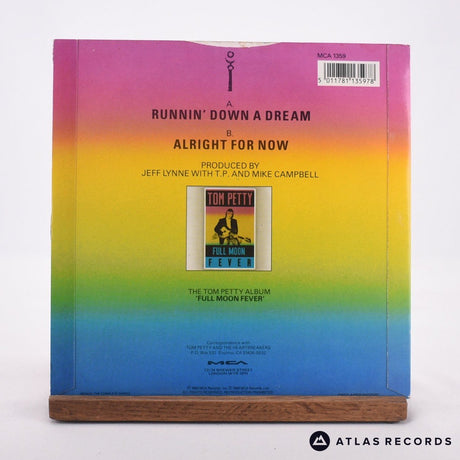 MCA 1359
5 011781 135978
A.
RUNNIN' DOWN A DREAM
B.
ALRIGHT FOR NOW
PRODUCED BY
JEFF LYNNE WITH T.P. AND MIKE CAMPBELL
TOM PETTY
FULL MOON
FEVER
THE TOM PETTY ALBUM
'FULL MOON FEVER'
Correspondence with
TOM PETTY AND THE HEARTBREAKERS
MCA
ATLAS RECORDS